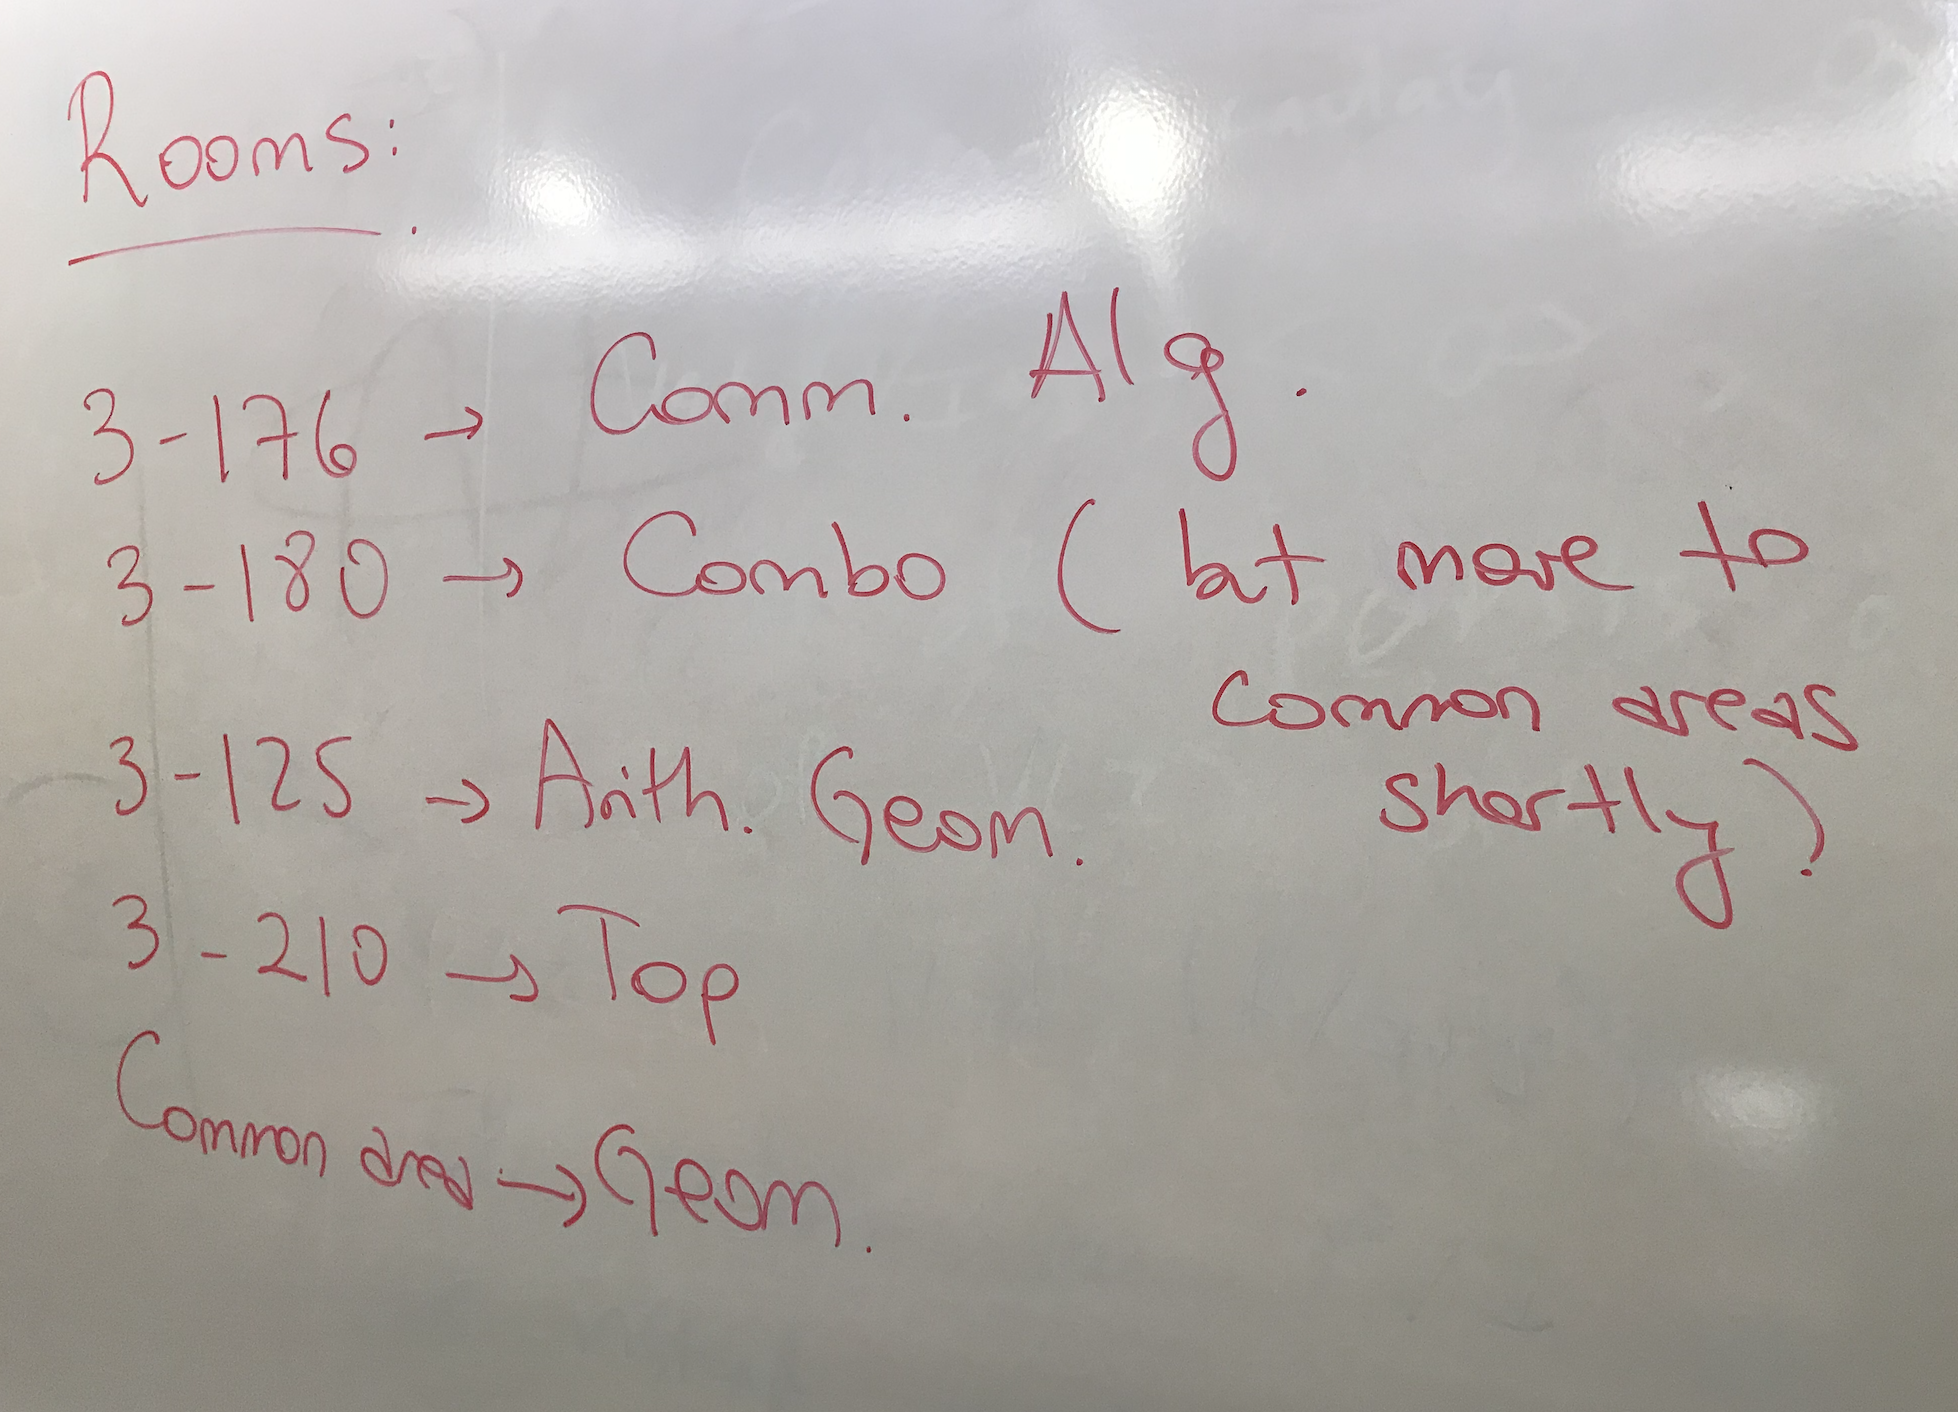 Rooms:
3-176 → Comm. Alg.
3-180 → Combo (but move to
common areas
shortly)
3-125 → Arith. Geom.
3-210 → Top
Common area → Geom.